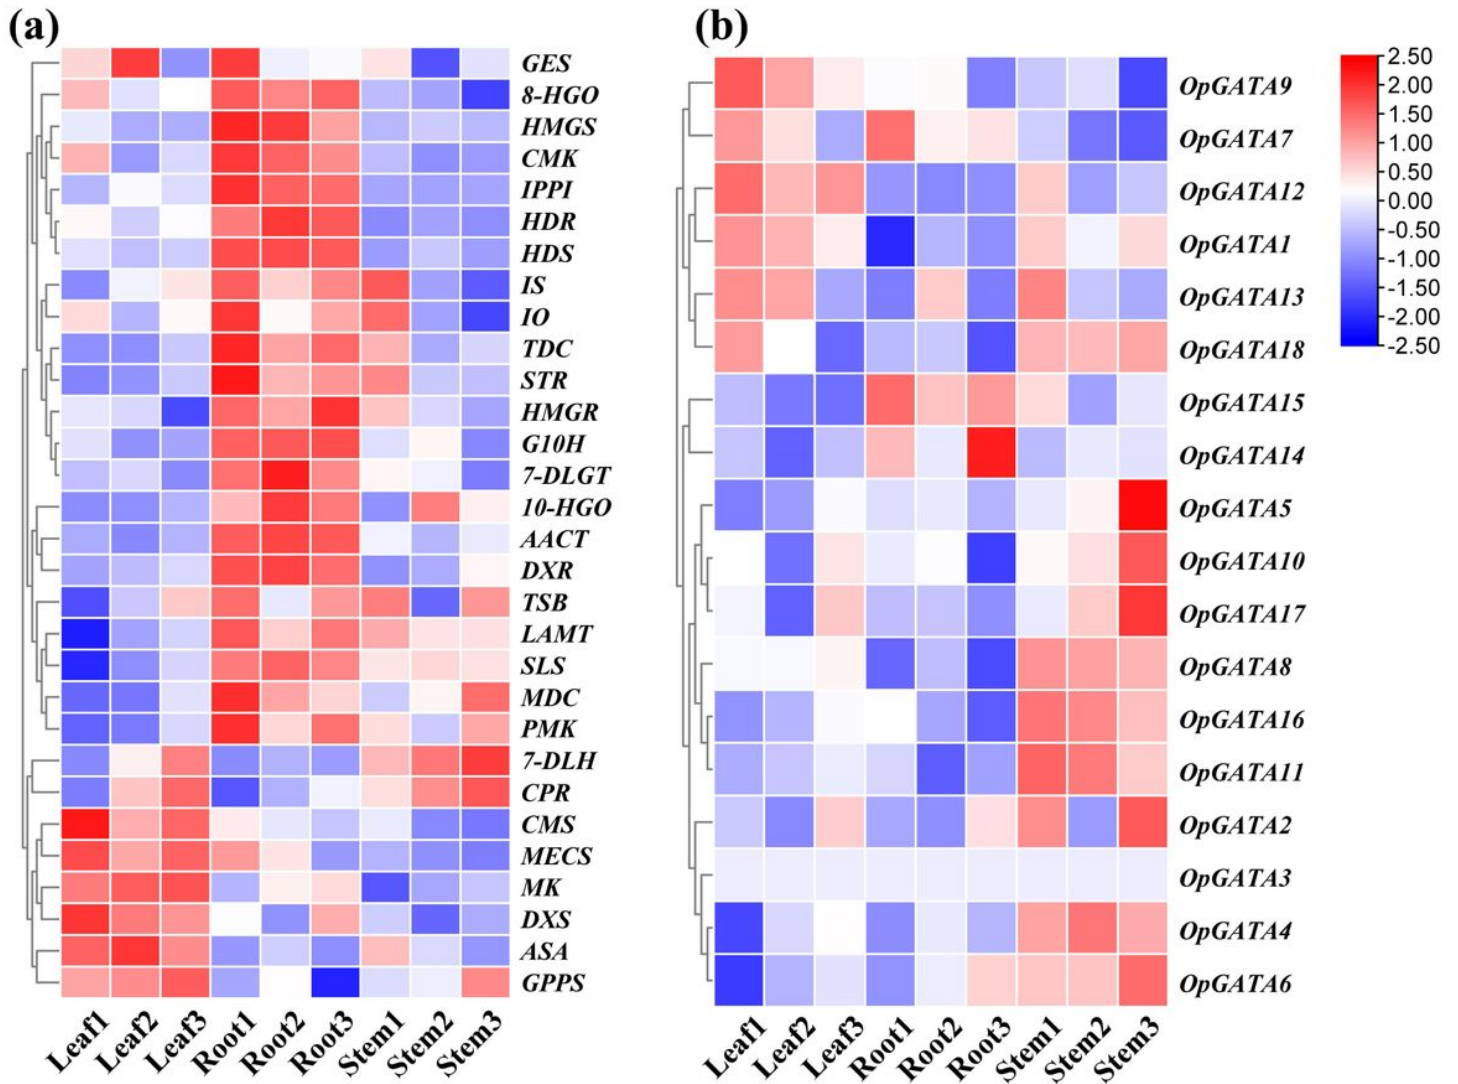 (a)
GES
8-HGO
HMGS
CMK
IPPI
HDR
HDS
IS
IO
TDC
STR
HMGR
G10H
7-DLGT
10-HGO
AACT
DXR
TSB
LAMT
SLS
MDC
PMK
7-DLH
CPR
CMS
MECS
MK
DXS
ASA
GPPS
Leaf1 Leaf2 Leaf3 Root1 Root2 Root3 Stem1 Stem2 Stem3
(b)
OpGATA9
OpGATA7
OpGATA12
OpGATA1
OpGATA13
OpGATA18
OpGATA15
OpGATA14
OpGATA5
OpGATA10
OpGATA17
OpGATA8
OpGATA16
OpGATA11
OpGATA2
OpGATA3
OpGATA4
OpGATA6
Leaf1 Leaf2 Leaf3 Root1 Root2 Root3 Stem1 Stem2 Stem3
2.50
2.00
1.50
1.00
0.50
0.00
-0.50
-1.00
-1.50
-2.00
-2.50